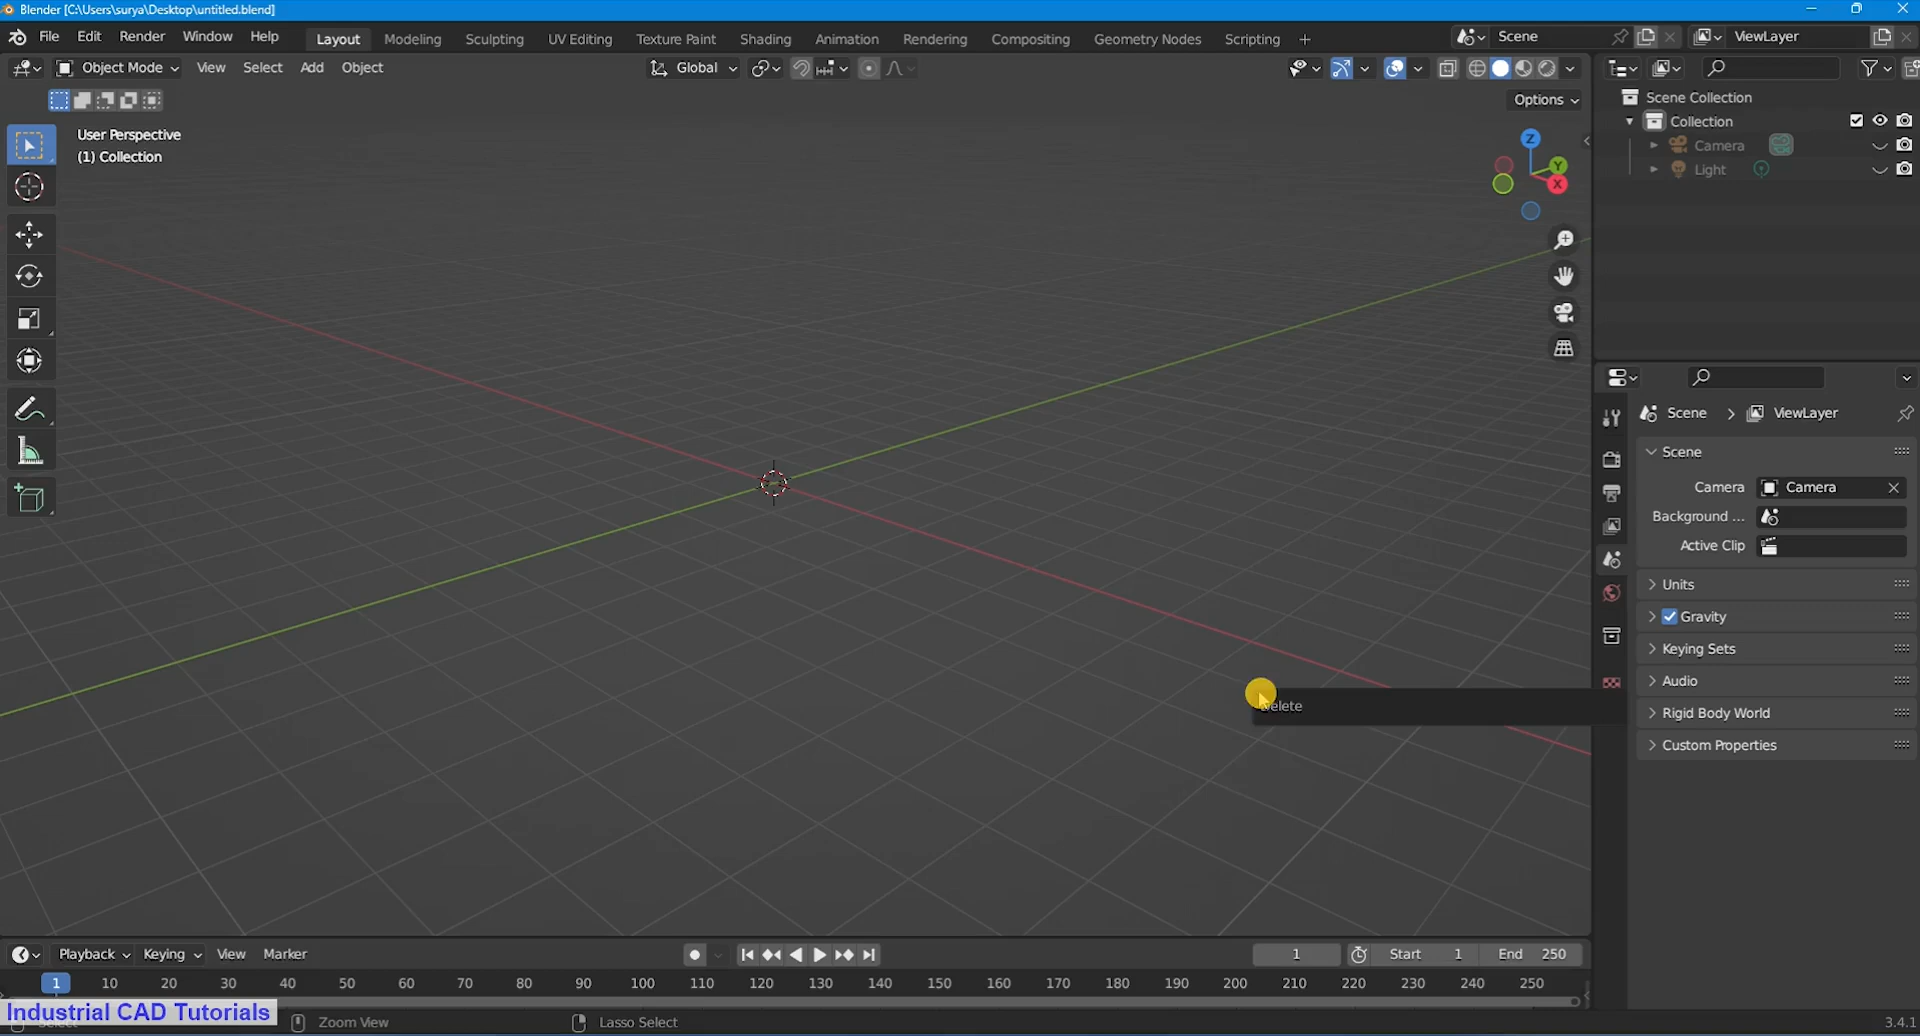 Blender [C:\Users\surya\Desktop\untitled.blend]
File Edit Render Window Help Layout Modeling Sculpting UV Editing Texture Paint Shading Animation Rendering Compositing Geometry Nodes Scripting + Scene ViewLayer
Object Mode View Select Add Object Global
Options
User Perspective
(1) Collection
Z
Y
X
Scene Collection
Collection
Camera
Light
Scene > ViewLayer
Scene
Camera Camera
Background ...
Active Clip
Units
Gravity
Keying Sets
Audio
Rigid Body World
Custom Properties
Delete
Playback Keying View Marker 1 Start 1 End 250
1 10 20 30 40 50 60 70 80 90 100 110 120 130 140 150 160 170 180 190 200 210 220 230 240 250
Industrial CAD Tutorials
Select Zoom View Lasso Select 3.4.1